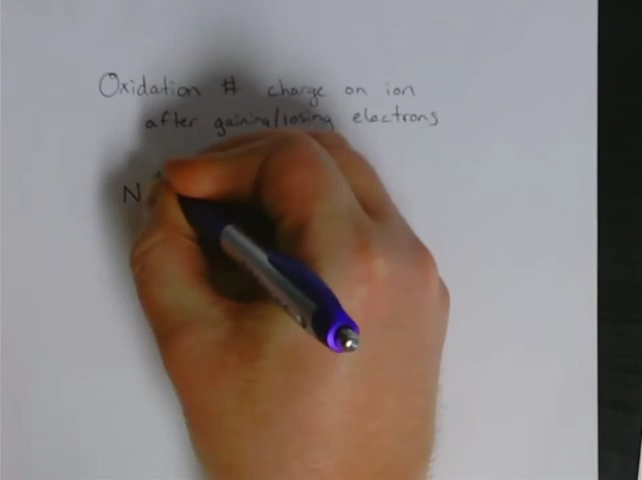 Oxidation # charge on ion
after gaining/losing electrons
N